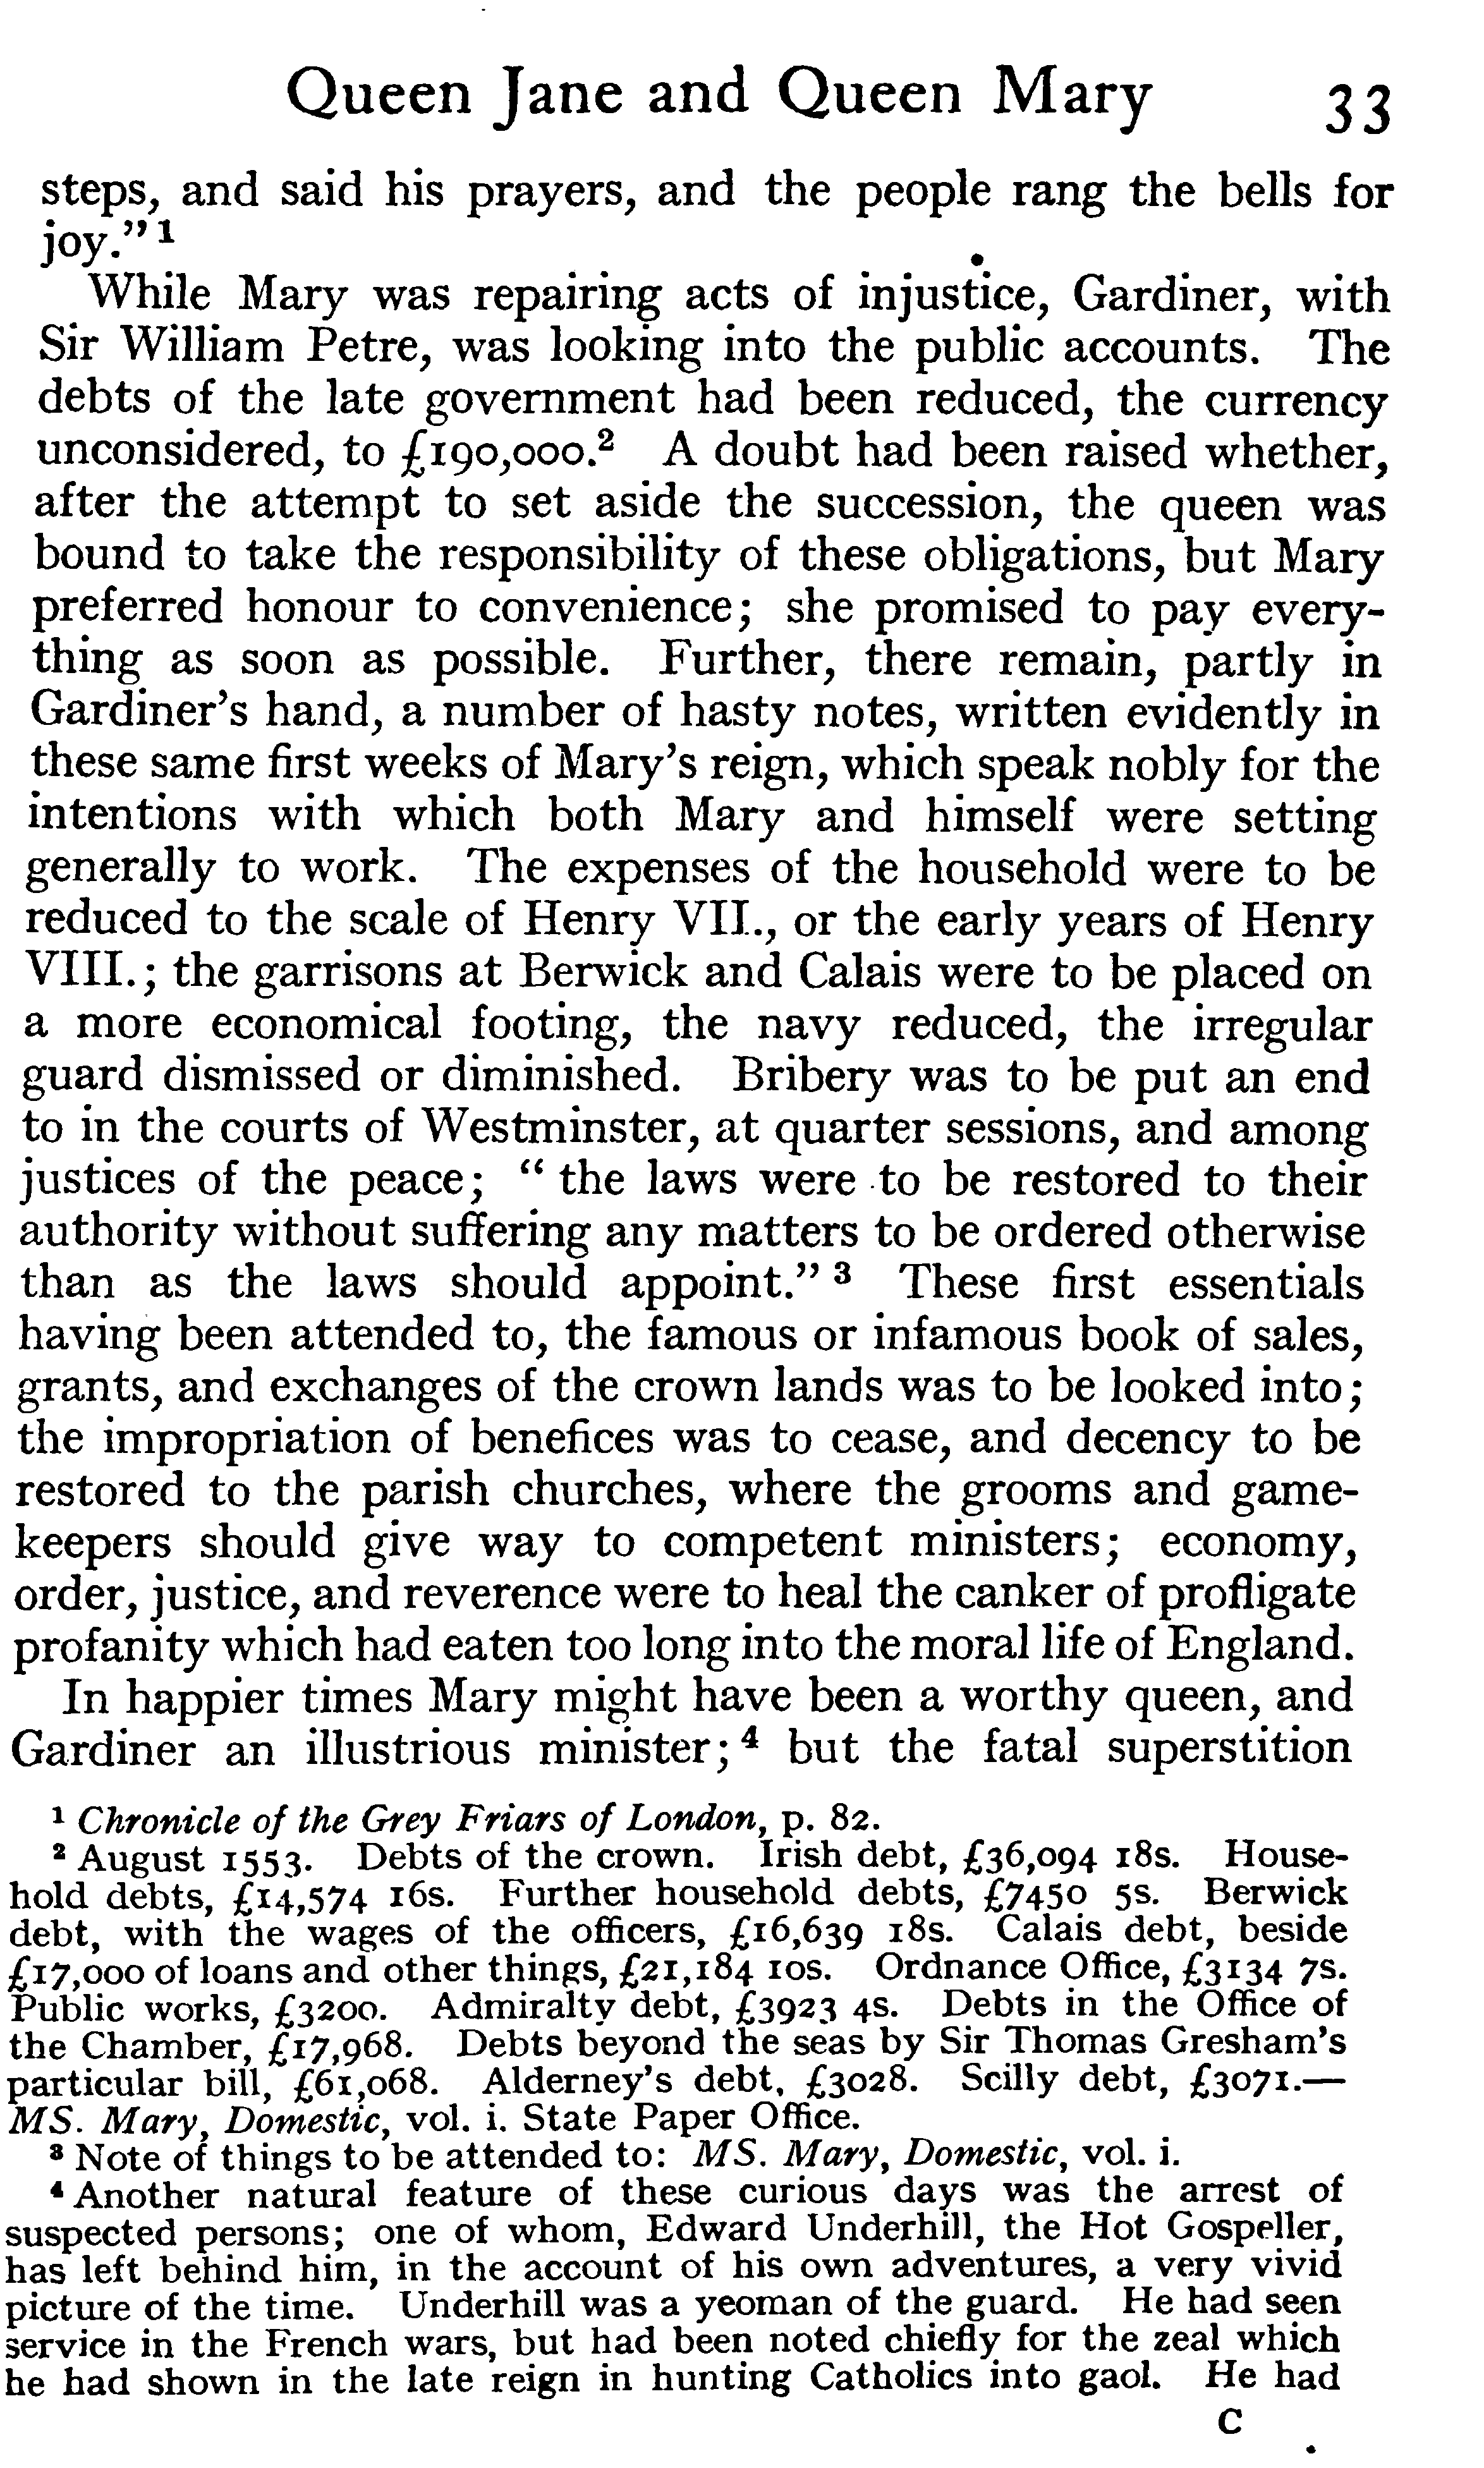 Queen Jane and Queen Mary 33
steps, and said his prayers, and the people rang the bells for
joy.” 1
While Mary was repairing acts of injustice, Gardiner, with
Sir William Petre, was looking into the public accounts. The
debts of the late government had been reduced, the currency
unconsidered, to £190,000.2 A doubt had been raised whether,
after the attempt to set aside the succession, the queen was
bound to take the responsibility of these obligations, but Mary
preferred honour to convenience; she promised to pay every-
thing as soon as possible. Further, there remain, partly in
Gardiner’s hand, a number of hasty notes, written evidently in
these same first weeks of Mary’s reign, which speak nobly for the
intentions with which both Mary and himself were setting
generally to work. The expenses of the household were to be
reduced to the scale of Henry VII., or the early years of Henry
VIII.; the garrisons at Berwick and Calais were to be placed on
a more economical footing, the navy reduced, the irregular
guard dismissed or diminished. Bribery was to be put an end
to in the courts of Westminster, at quarter sessions, and among
justices of the peace; “ the laws were to be restored to their
authority without suffering any matters to be ordered otherwise
than as the laws should appoint.” 3 These first essentials
having been attended to, the famous or infamous book of sales,
grants, and exchanges of the crown lands was to be looked into;
the impropriation of benefices was to cease, and decency to be
restored to the parish churches, where the grooms and game-
keepers should give way to competent ministers; economy,
order, justice, and reverence were to heal the canker of profligate
profanity which had eaten too long into the moral life of England.
In happier times Mary might have been a worthy queen, and
Gardiner an illustrious minister; 4 but the fatal superstition
1 Chronicle of the Grey Friars of London, p. 82.
2 August 1553. Debts of the crown. Irish debt, £36,094 18s. House-
hold debts, £14,574 16s. Further household debts, £7450 5s. Berwick
debt, with the wages of the officers, £16,639 18s. Calais debt, beside
£17,000 of loans and other things, £21,184 10s. Ordnance Office, £3134 7s.
Public works, £3200. Admiralty debt, £3923 4s. Debts in the Office of
the Chamber, £17,968. Debts beyond the seas by Sir Thomas Gresham’s
particular bill, £61,068. Alderney’s debt, £3028. Scilly debt, £3071.—
MS. Mary, Domestic, vol. i. State Paper Office.
3 Note of things to be attended to: MS. Mary, Domestic, vol. i.
4 Another natural feature of these curious days was the arrest of
suspected persons; one of whom, Edward Underhill, the Hot Gospeller,
has left behind him, in the account of his own adventures, a very vivid
picture of the time. Underhill was a yeoman of the guard. He had seen
service in the French wars, but had been noted chiefly for the zeal which
he had shown in the late reign in hunting Catholics into gaol. He had
C